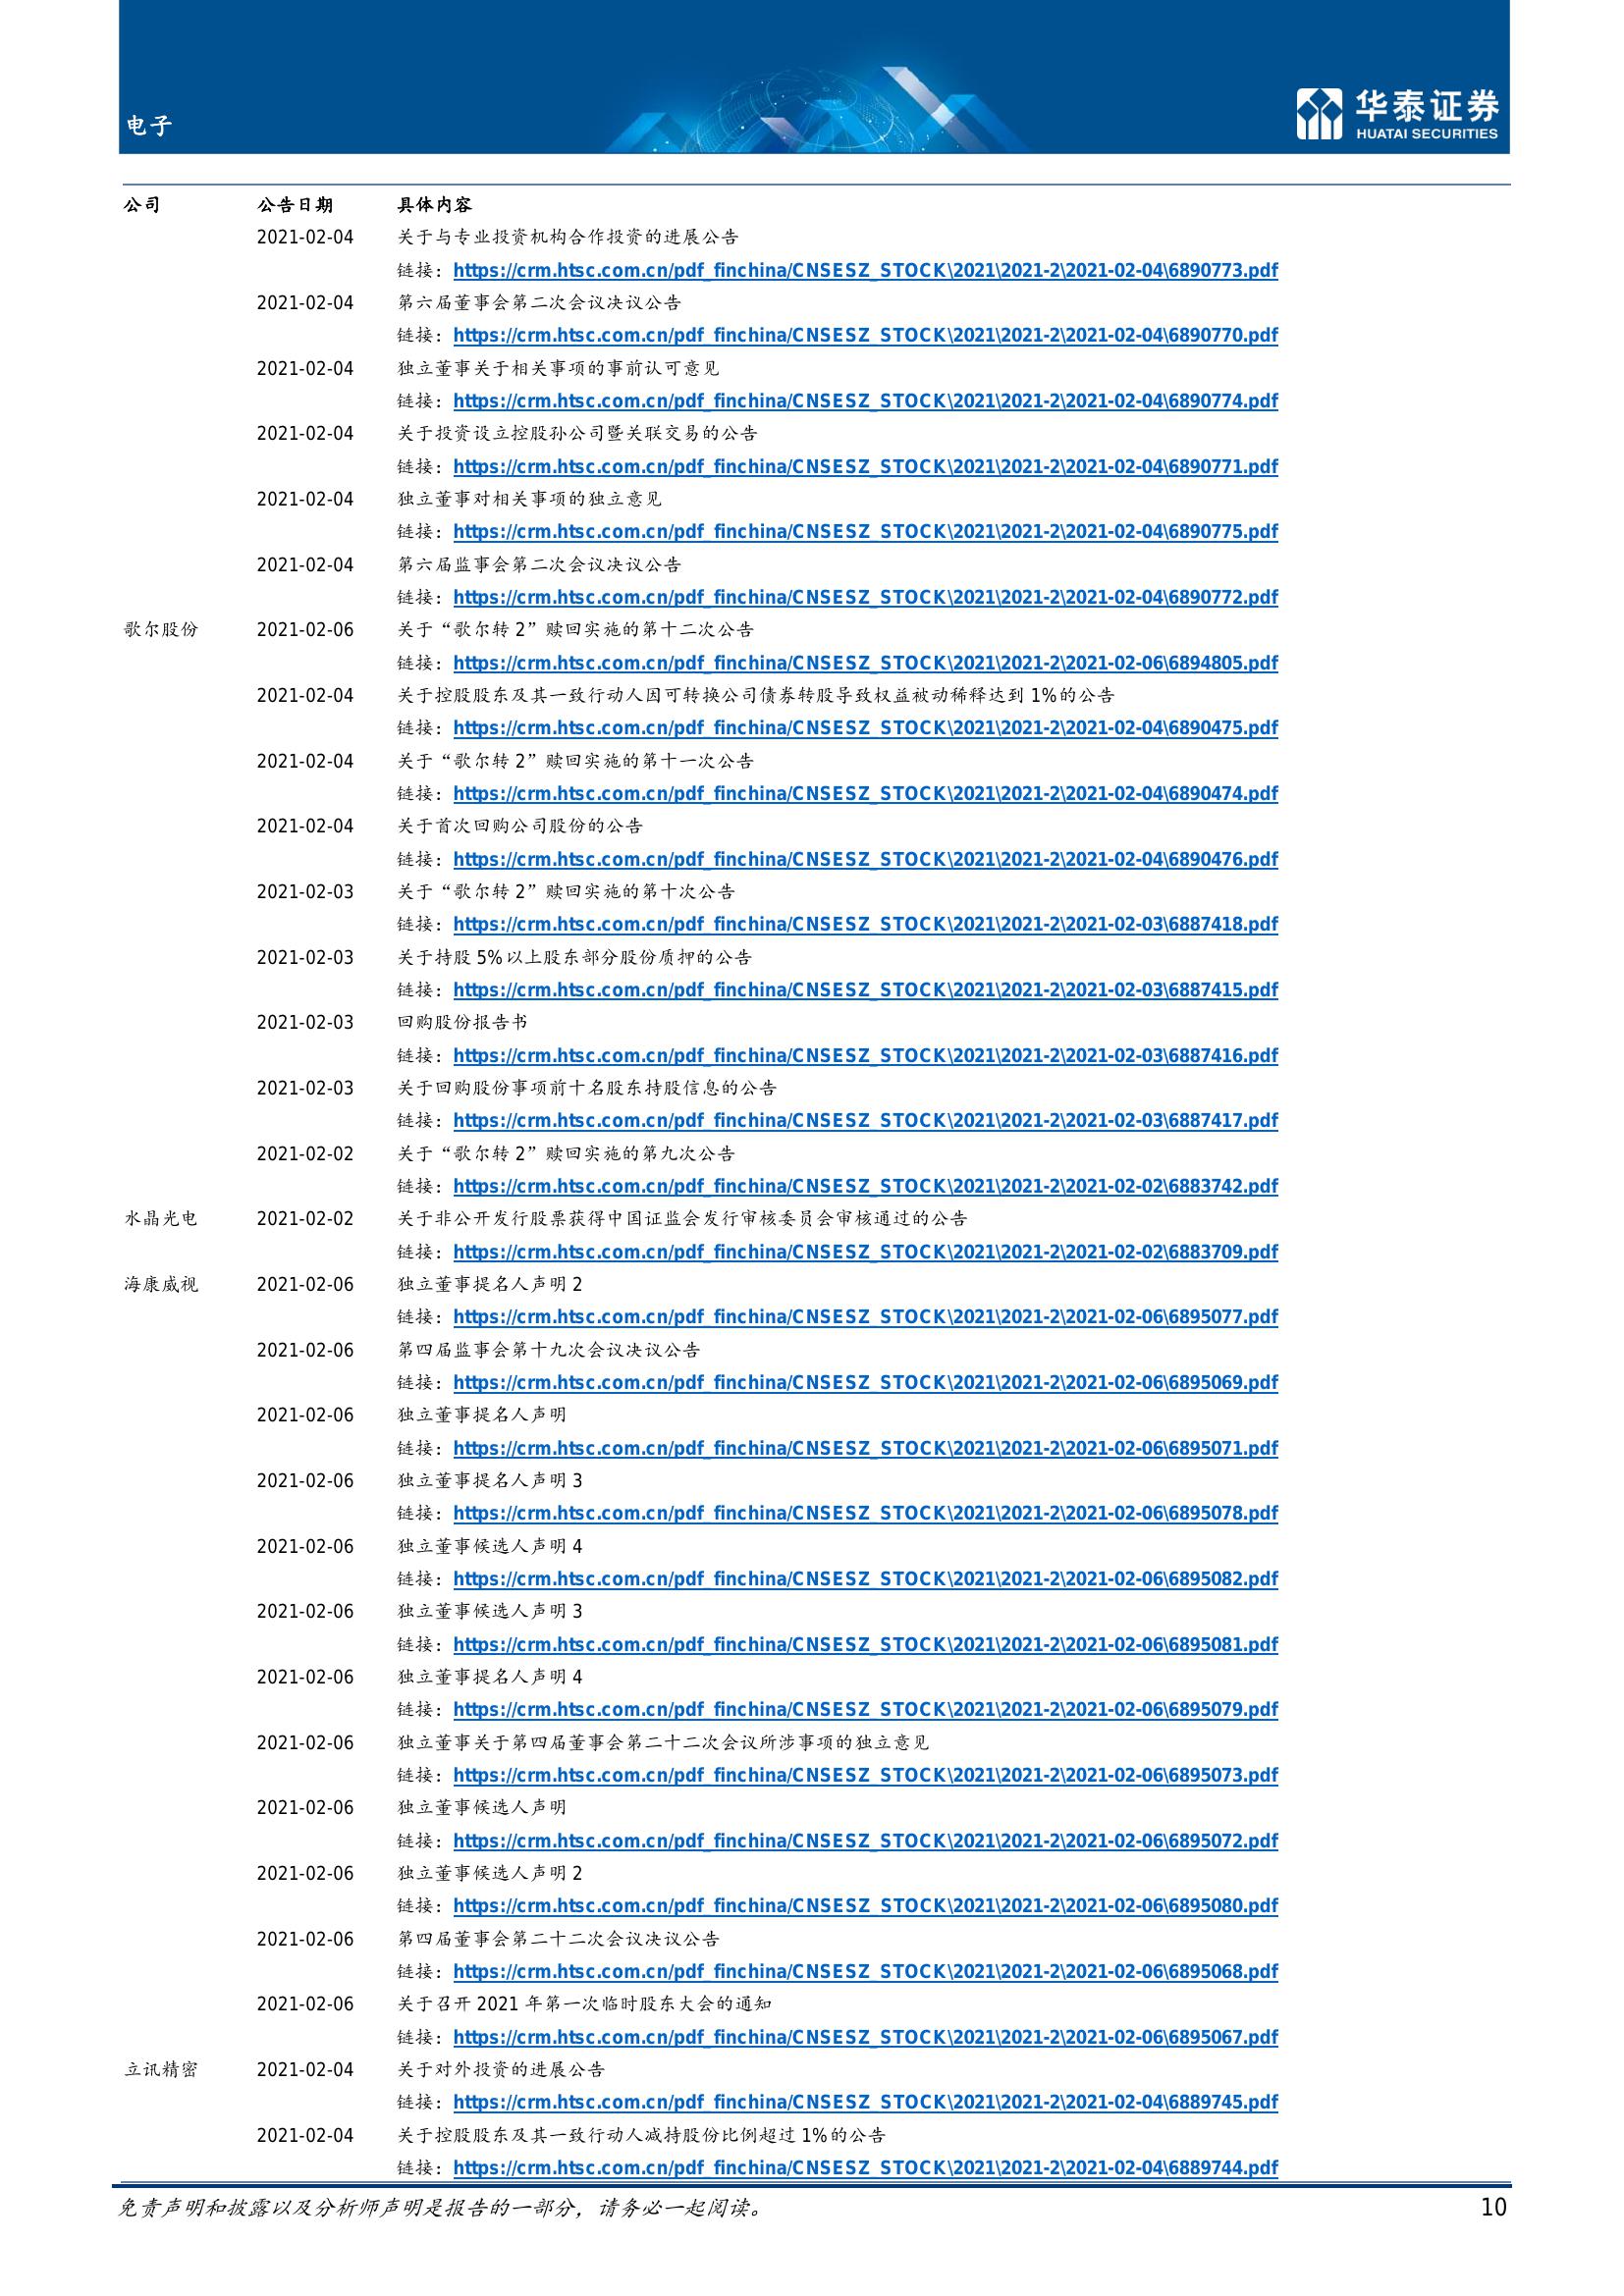 电子
华泰证券
HUATAI SECURITIES
公司 公告日期 具体内容
2021-02-04 关于与专业投资机构合作投资的进展公告
链接：https://crm.htsc.com.cn/pdf_finchina/CNSESZ_STOCK\2021\2021-2\2021-02-04\6890773.pdf
2021-02-04 第六届董事会第二次会议决议公告
链接：https://crm.htsc.com.cn/pdf_finchina/CNSESZ_STOCK\2021\2021-2\2021-02-04\6890770.pdf
2021-02-04 独立董事关于相关事项的事前认可意见
链接：https://crm.htsc.com.cn/pdf_finchina/CNSESZ_STOCK\2021\2021-2\2021-02-04\6890774.pdf
2021-02-04 关于投资设立控股孙公司暨关联交易的公告
链接：https://crm.htsc.com.cn/pdf_finchina/CNSESZ_STOCK\2021\2021-2\2021-02-04\6890771.pdf
2021-02-04 独立董事对相关事项的独立意见
链接：https://crm.htsc.com.cn/pdf_finchina/CNSESZ_STOCK\2021\2021-2\2021-02-04\6890775.pdf
2021-02-04 第六届监事会第二次会议决议公告
链接：https://crm.htsc.com.cn/pdf_finchina/CNSESZ_STOCK\2021\2021-2\2021-02-04\6890772.pdf
歌尔股份 2021-02-06 关于“歌尔转 2”赎回实施的第十二次公告
链接：https://crm.htsc.com.cn/pdf_finchina/CNSESZ_STOCK\2021\2021-2\2021-02-06\6894805.pdf
2021-02-04 关于控股股东及其一致行动人因可转换公司债券转股导致权益被动稀释达到 1%的公告
链接：https://crm.htsc.com.cn/pdf_finchina/CNSESZ_STOCK\2021\2021-2\2021-02-04\6890475.pdf
2021-02-04 关于“歌尔转 2”赎回实施的第十一次公告
链接：https://crm.htsc.com.cn/pdf_finchina/CNSESZ_STOCK\2021\2021-2\2021-02-04\6890474.pdf
2021-02-04 关于首次回购公司股份的公告
链接：https://crm.htsc.com.cn/pdf_finchina/CNSESZ_STOCK\2021\2021-2\2021-02-04\6890476.pdf
2021-02-03 关于“歌尔转 2”赎回实施的第十次公告
链接：https://crm.htsc.com.cn/pdf_finchina/CNSESZ_STOCK\2021\2021-2\2021-02-03\6887418.pdf
2021-02-03 关于持股 5%以上股东部分股份质押的公告
链接：https://crm.htsc.com.cn/pdf_finchina/CNSESZ_STOCK\2021\2021-2\2021-02-03\6887415.pdf
2021-02-03 回购股份报告书
链接：https://crm.htsc.com.cn/pdf_finchina/CNSESZ_STOCK\2021\2021-2\2021-02-03\6887416.pdf
2021-02-03 关于回购股份事项前十名股东持股信息的公告
链接：https://crm.htsc.com.cn/pdf_finchina/CNSESZ_STOCK\2021\2021-2\2021-02-03\6887417.pdf
2021-02-02 关于“歌尔转 2”赎回实施的第九次公告
链接：https://crm.htsc.com.cn/pdf_finchina/CNSESZ_STOCK\2021\2021-2\2021-02-02\6883742.pdf
水晶光电 2021-02-02 关于非公开发行股票获得中国证监会发行审核委员会审核通过的公告
链接：https://crm.htsc.com.cn/pdf_finchina/CNSESZ_STOCK\2021\2021-2\2021-02-02\6883709.pdf
海康威视 2021-02-06 独立董事提名人声明 2
链接：https://crm.htsc.com.cn/pdf_finchina/CNSESZ_STOCK\2021\2021-2\2021-02-06\6895077.pdf
2021-02-06 第四届监事会第十九次会议决议公告
链接：https://crm.htsc.com.cn/pdf_finchina/CNSESZ_STOCK\2021\2021-2\2021-02-06\6895069.pdf
2021-02-06 独立董事提名人声明
链接：https://crm.htsc.com.cn/pdf_finchina/CNSESZ_STOCK\2021\2021-2\2021-02-06\6895071.pdf
2021-02-06 独立董事提名人声明 3
链接：https://crm.htsc.com.cn/pdf_finchina/CNSESZ_STOCK\2021\2021-2\2021-02-06\6895078.pdf
2021-02-06 独立董事候选人声明 4
链接：https://crm.htsc.com.cn/pdf_finchina/CNSESZ_STOCK\2021\2021-2\2021-02-06\6895082.pdf
2021-02-06 独立董事候选人声明 3
链接：https://crm.htsc.com.cn/pdf_finchina/CNSESZ_STOCK\2021\2021-2\2021-02-06\6895081.pdf
2021-02-06 独立董事提名人声明 4
链接：https://crm.htsc.com.cn/pdf_finchina/CNSESZ_STOCK\2021\2021-2\2021-02-06\6895079.pdf
2021-02-06 独立董事关于第四届董事会第二十二次会议所涉事项的独立意见
链接：https://crm.htsc.com.cn/pdf_finchina/CNSESZ_STOCK\2021\2021-2\2021-02-06\6895073.pdf
2021-02-06 独立董事候选人声明
链接：https://crm.htsc.com.cn/pdf_finchina/CNSESZ_STOCK\2021\2021-2\2021-02-06\6895072.pdf
2021-02-06 独立董事候选人声明 2
链接：https://crm.htsc.com.cn/pdf_finchina/CNSESZ_STOCK\2021\2021-2\2021-02-06\6895080.pdf
2021-02-06 第四届董事会第二十二次会议决议公告
链接：https://crm.htsc.com.cn/pdf_finchina/CNSESZ_STOCK\2021\2021-2\2021-02-06\6895068.pdf
2021-02-06 关于召开 2021 年第一次临时股东大会的通知
链接：https://crm.htsc.com.cn/pdf_finchina/CNSESZ_STOCK\2021\2021-2\2021-02-06\6895067.pdf
立讯精密 2021-02-04 关于对外投资的进展公告
链接：https://crm.htsc.com.cn/pdf_finchina/CNSESZ_STOCK\2021\2021-2\2021-02-04\6889745.pdf
2021-02-04 关于控股股东及其一致行动人减持股份比例超过 1%的公告
链接：https://crm.htsc.com.cn/pdf_finchina/CNSESZ_STOCK\2021\2021-2\2021-02-04\6889744.pdf
免责声明和披露以及分析师声明是报告的一部分，请务必一起阅读。 10